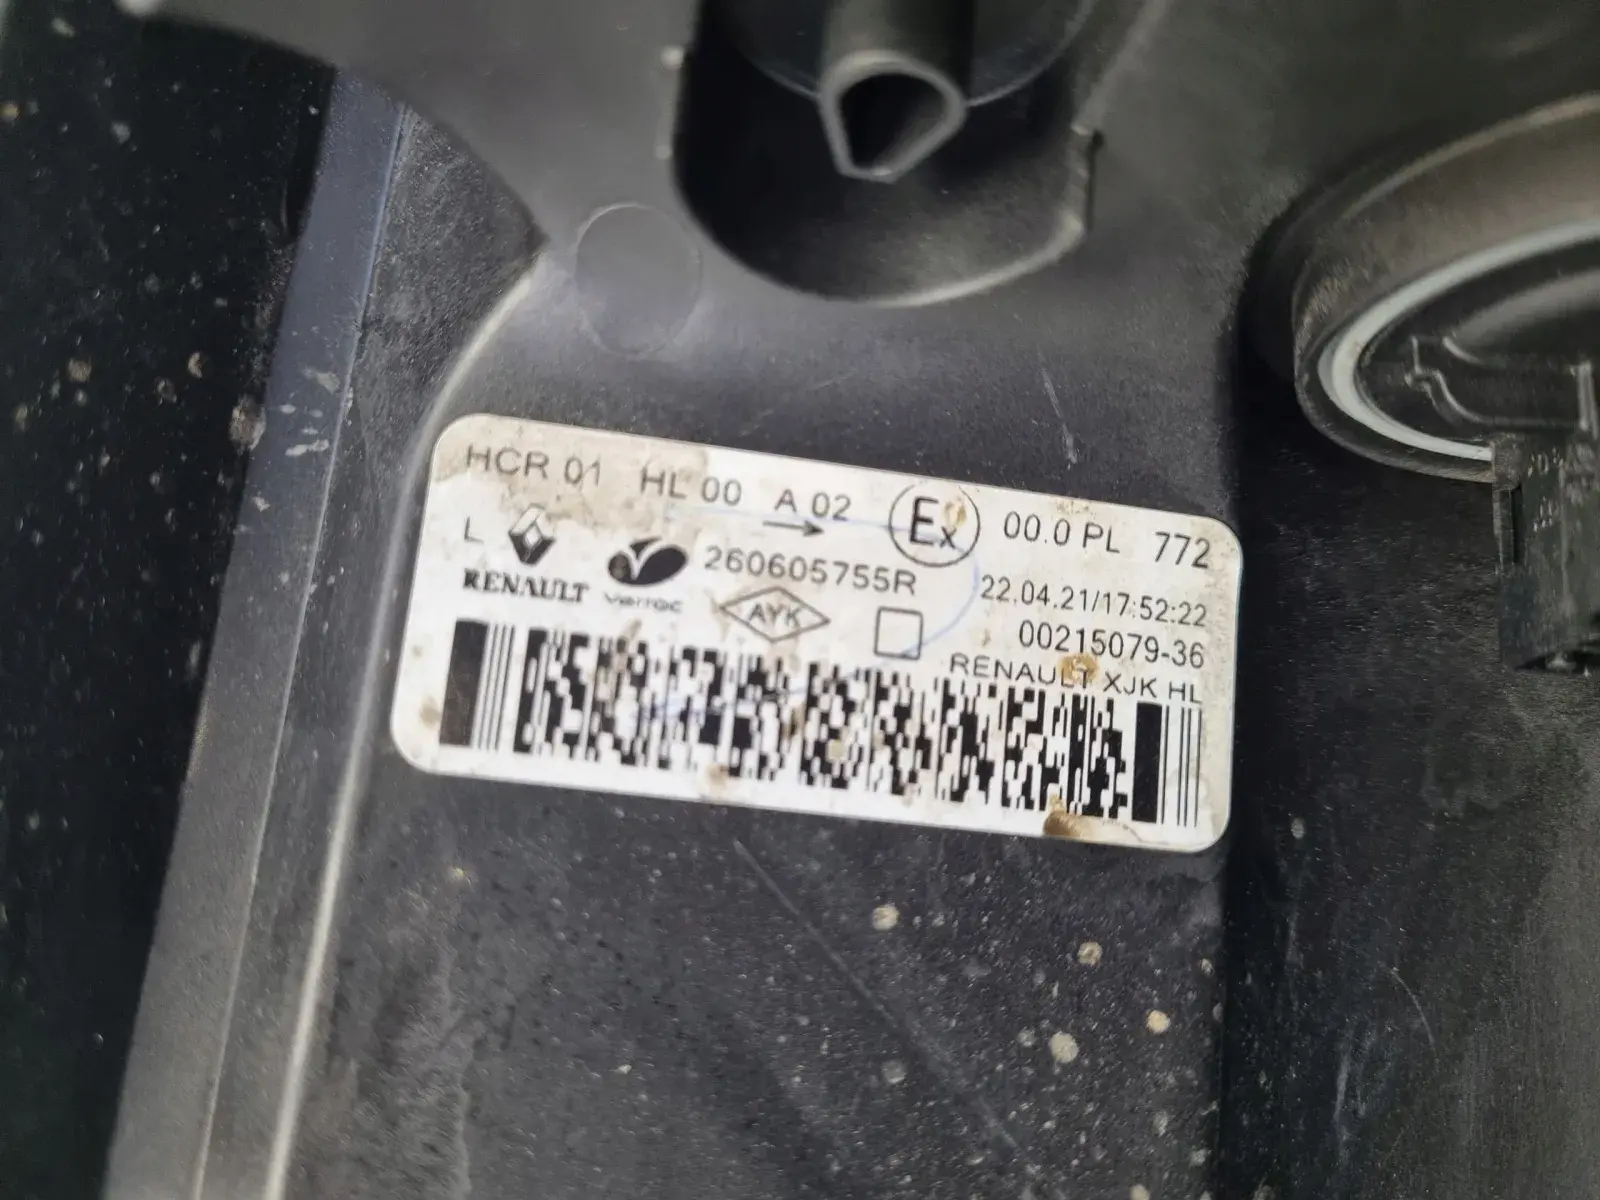 HCR 01 HL 00 A 02 Ex 00.0 PL 772
L RENAULT Varroc 260605755R 22.04.21/17:52:22
AYK 00215079-36
RENAULT XJK HL